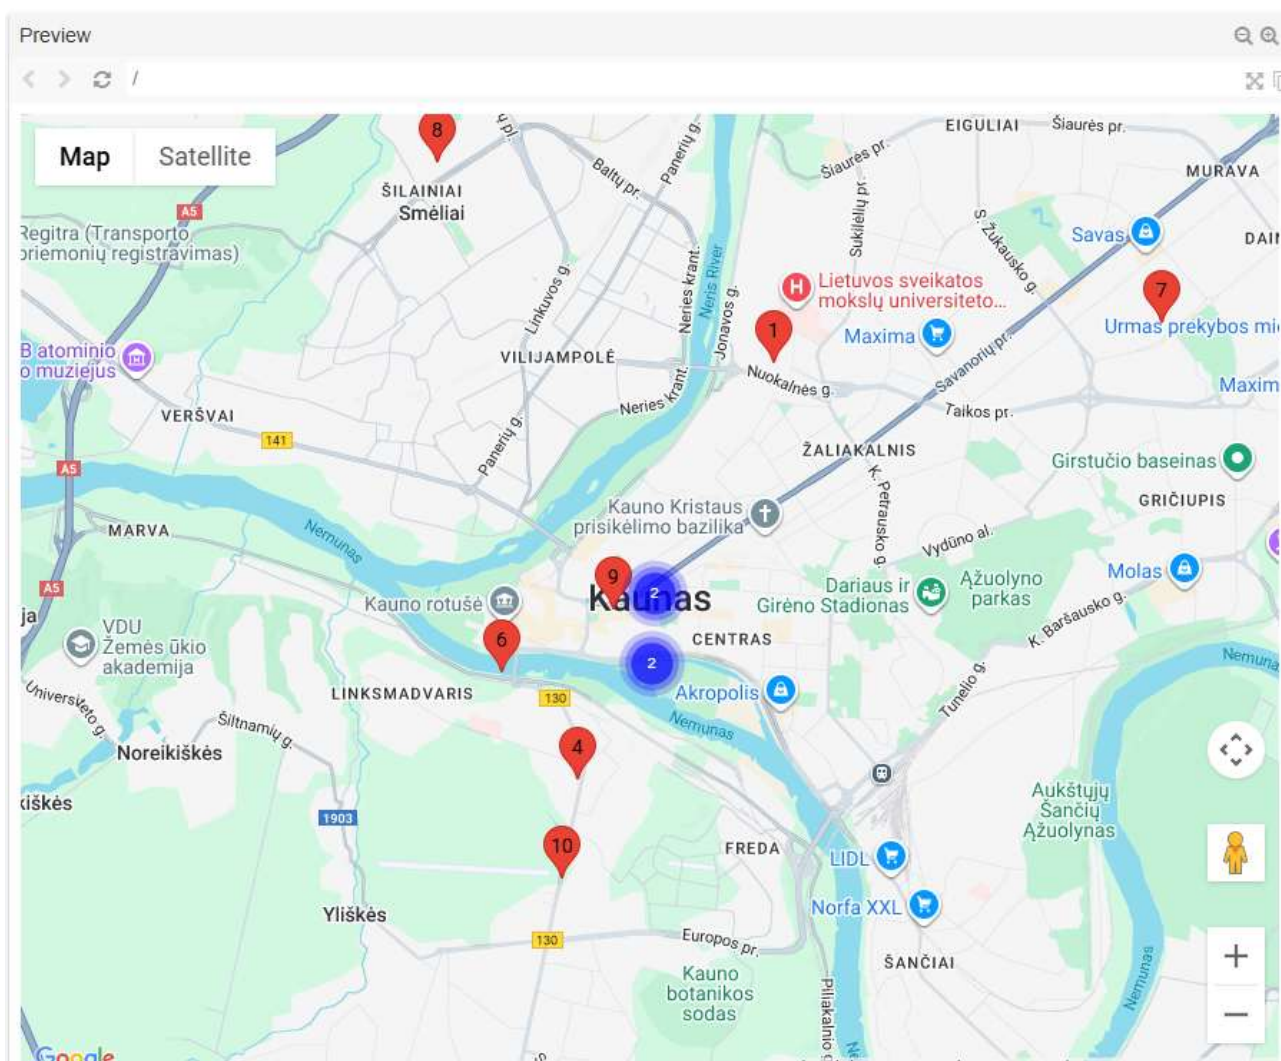 Preview
/
Map
Satellite
8
ŠILAINIAI
Smėliai
A5
Regitra (Transporto
priemonių registravimas)
Baltų pr.
Panerių g.
EIGULIAI
Šiaurės pr.
Šiaurės pr.
MURAVA
Sukilėlių pr.
S. Žukausko g.
Savas
Linkuvos g.
Neries krant.
Neris River
Jonavos g.
Lietuvos sveikatos
mokslų universiteto...
1
7
Maxima
Urmas prekybos mi
B atominio
o muziejus
VILIJAMPOLĖ
Nuokalnės g.
Savanorių pr.
Maxim
VERŠVAI
Neries krant.
Taikos pr.
141
Panerių g.
ŽALIAKALNIS
Girstučio baseinas
A5
K. Petrausko g.
GRIČIUPIS
Kauno Kristaus
prisikėlimo bazilika
MARVA
Nemunas
Vydūno al.
Molas
A5
9
2
Kaunas
Kauno rotušė
Dariaus ir
Girėno Stadionas
Ąžuolyno
parkas
K. Baršausko g.
VDU
Žemės ūkio
akademija
6
CENTRAS
2
LINKSMADVARIS
130
Akropolis
Universiteto g.
Šiltnamių g.
Nemunas
Tunelio g.
Noreikiškės
4
1903
10
FREDA
LIDL
Aukštųjų
Šančių
Ąžuolynas
Norfa XXL
Yliškės
130
Europos pr.
ŠANČIAI
Kauno
botanikos
sodas
Piliakalnio g.
Nemunas
Google